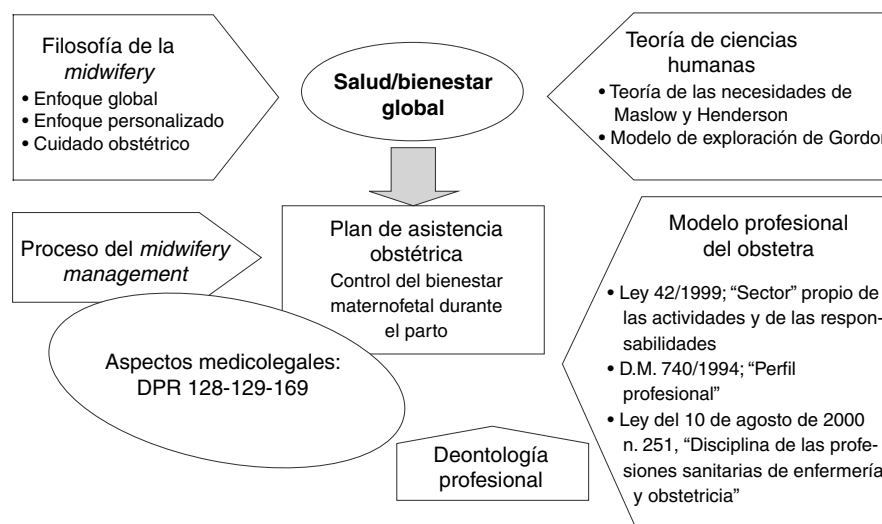 Filosofía de la
midwifery
• Enfoque global
• Enfoque personalizado
• Cuidado obstétrico
Salud/bienestar
global
Teoría de ciencias
humanas
• Teoría de las necesidades de
Maslow y Henderson
• Modelo de exploración de Gordon
Proceso del midwifery
management
Plan de asistencia
obstétrica
Control del bienestar
maternofetal durante
el parto
Aspectos medicolegales:
DPR 128-129-169
Deontología
profesional
Modelo profesional
del obstetra
• Ley 42/1999; “Sector” propio de
las actividades y de las respon-
sabilidades
• D.M. 740/1994; “Perfil
profesional”
• Ley del 10 de agosto de 2000
n. 251, “Disciplina de las profe-
siones sanitarias de enfermería
y obstetricia”